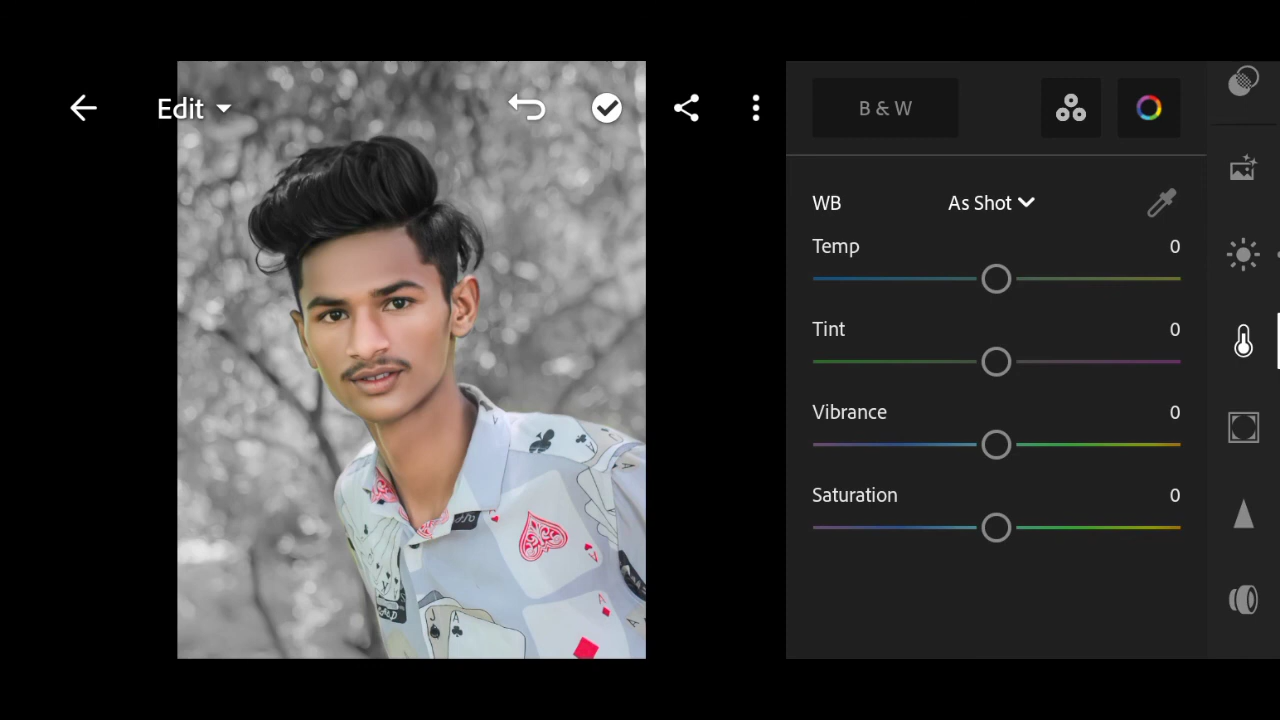 Edit
B & W
WB As Shot
Temp 0
Tint 0
Vibrance 0
Saturation 0
A
J A
A
A